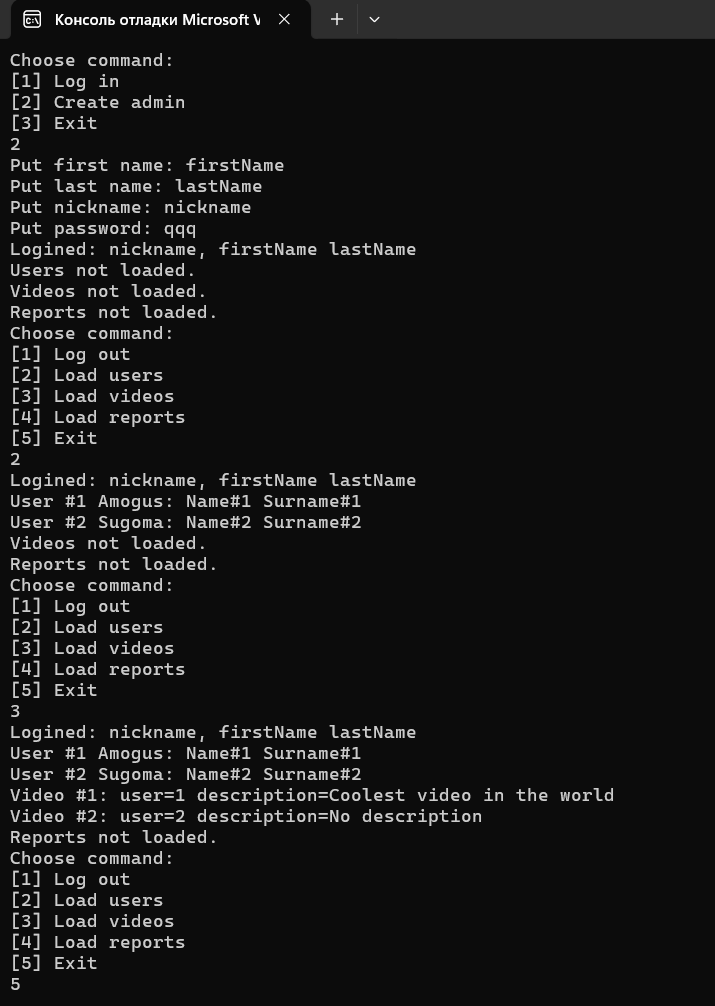 Консоль отладки Microsoft V
Choose command:
[1] Log in
[2] Create admin
[3] Exit
2
Put first name: firstName
Put last name: lastName
Put nickname: nickname
Put password: qqq
Logined: nickname, firstName lastName
Users not loaded.
Videos not loaded.
Reports not loaded.
Choose command:
[1] Log out
[2] Load users
[3] Load videos
[4] Load reports
[5] Exit
2
Logined: nickname, firstName lastName
User #1 Amogus: Name#1 Surname#1
User #2 Sugoma: Name#2 Surname#2
Videos not loaded.
Reports not loaded.
Choose command:
[1] Log out
[2] Load users
[3] Load videos
[4] Load reports
[5] Exit
3
Logined: nickname, firstName lastName
User #1 Amogus: Name#1 Surname#1
User #2 Sugoma: Name#2 Surname#2
Video #1: user=1 description=Coolest video in the world
Video #2: user=2 description=No description
Reports not loaded.
Choose command:
[1] Log out
[2] Load users
[3] Load videos
[4] Load reports
[5] Exit
5